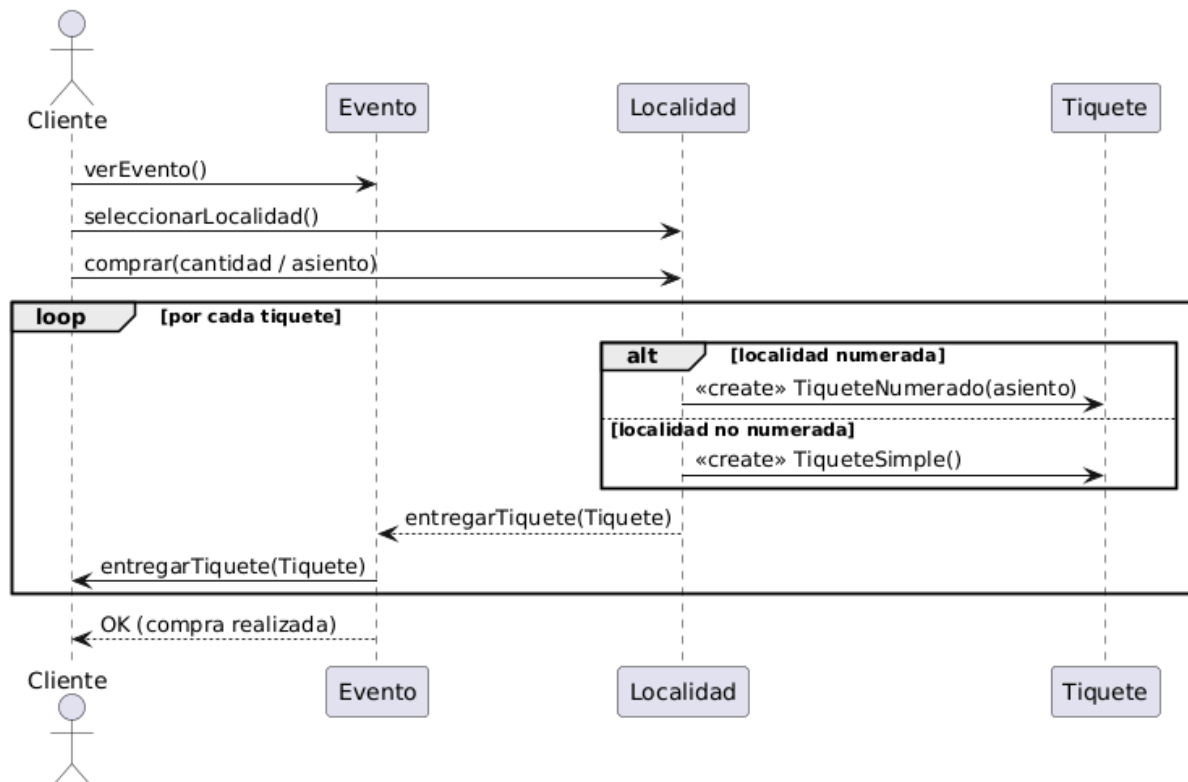 Cliente
Evento
Localidad
Tiquete
verEvento()
seleccionarLocalidad()
comprar(cantidad / asiento)
loop
[por cada tiquete]
alt
[localidad numerada]
«create» TiqueteNumerado(asiento)
[localidad no numerada]
«create» TiqueteSimple()
entregarTiquete(Tiquete)
entregarTiquete(Tiquete)
OK (compra realizada)
Cliente
Evento
Localidad
Tiquete